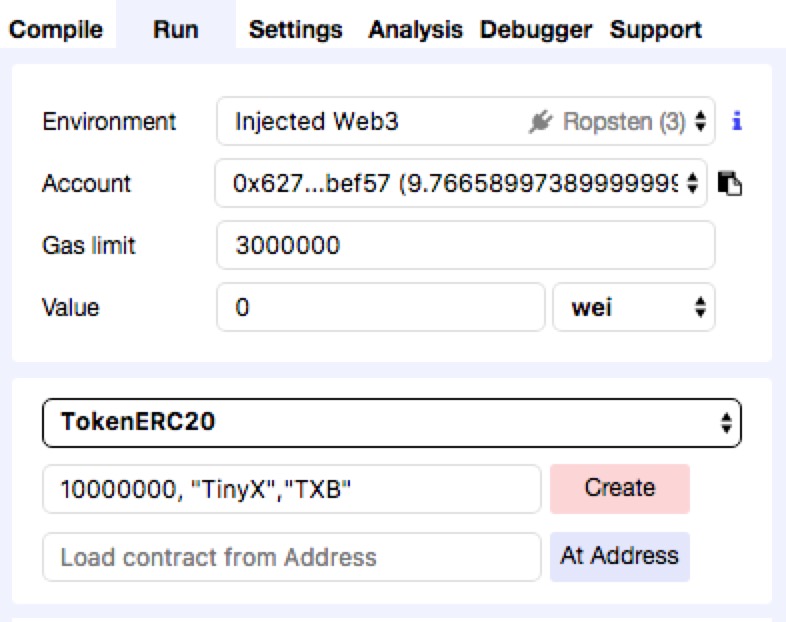 Compile Run Settings Analysis Debugger Support
Environment Injected Web3 Ropsten (3) i
Account 0x627...bef57 (9.76658997389999999
Gas limit 3000000
Value 0 wei
TokenERC20
10000000, "TinyX","TXB" Create
Load contract from Address At Address